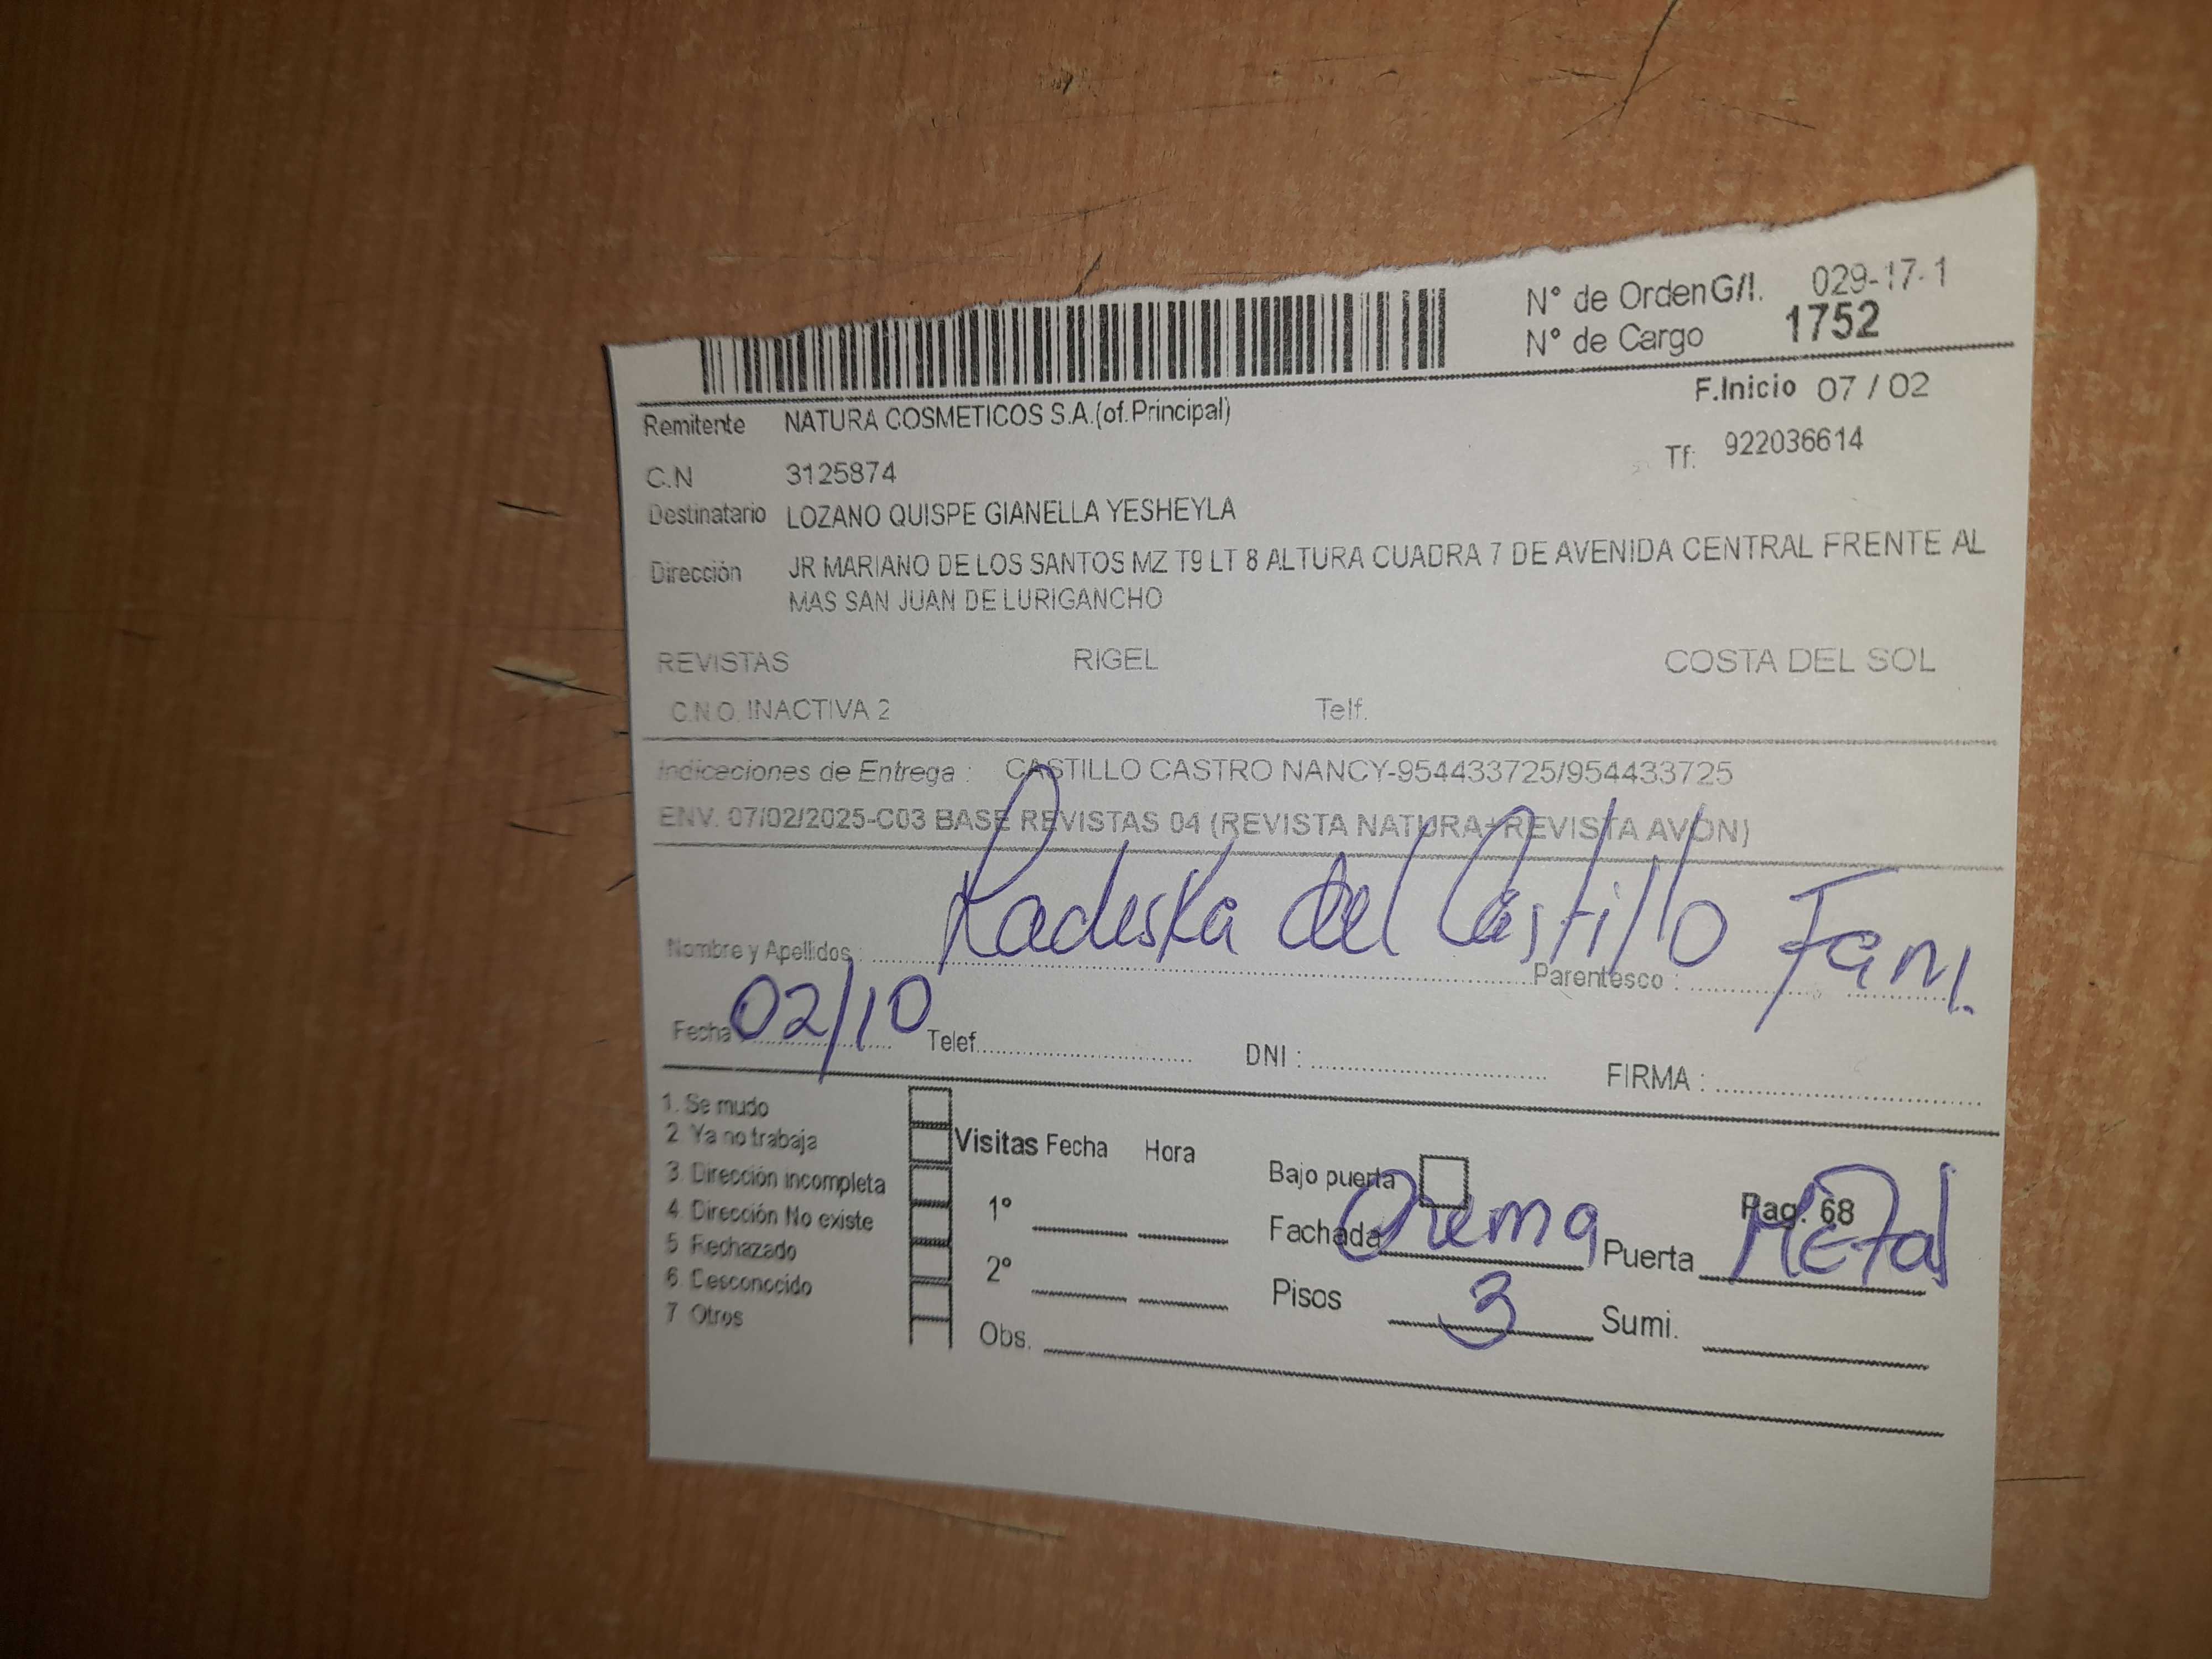 N° de Orden G/I. 029-17-1
N° de Cargo 1752
F.Inicio 07 / 02
Remitente NATURA COSMETICOS S.A.(of.Principal)
Tf: 922036614
C.N 3125874
Destinatario LOZANO QUISPE GIANELLA YESHEYLA
Dirección JR MARIANO DE LOS SANTOS MZ T9 LT 8 ALTURA CUADRA 7 DE AVENIDA CENTRAL FRENTE AL
MAS SAN JUAN DE LURIGANCHO
REVISTAS RIGEL COSTA DEL SOL
C.N.O. INACTIVA 2 Telf.
Indicaciones de Entrega : CASTILLO CASTRO NANCY-954433725/954433725
ENV. 07/02/2025-C03 BASE REVISTAS 04 (REVISTA NATURA+REVISTA AVON)
Nombre y Apellidos : del Castillo Parentesco : Fam.
Fecha 02/10 Telef. DNI : FIRMA :
1. Se mudo
2 Ya no trabaja
3. Dirección incompleta
4. Dirección No existe
5 Rechazado
6. Desconocido
7 Otros
Visitas Fecha Hora
1°
2°
Obs.
Bajo puerta Pag. 68
Fachada Crema Puerta Metal
Pisos 3 Sumi.